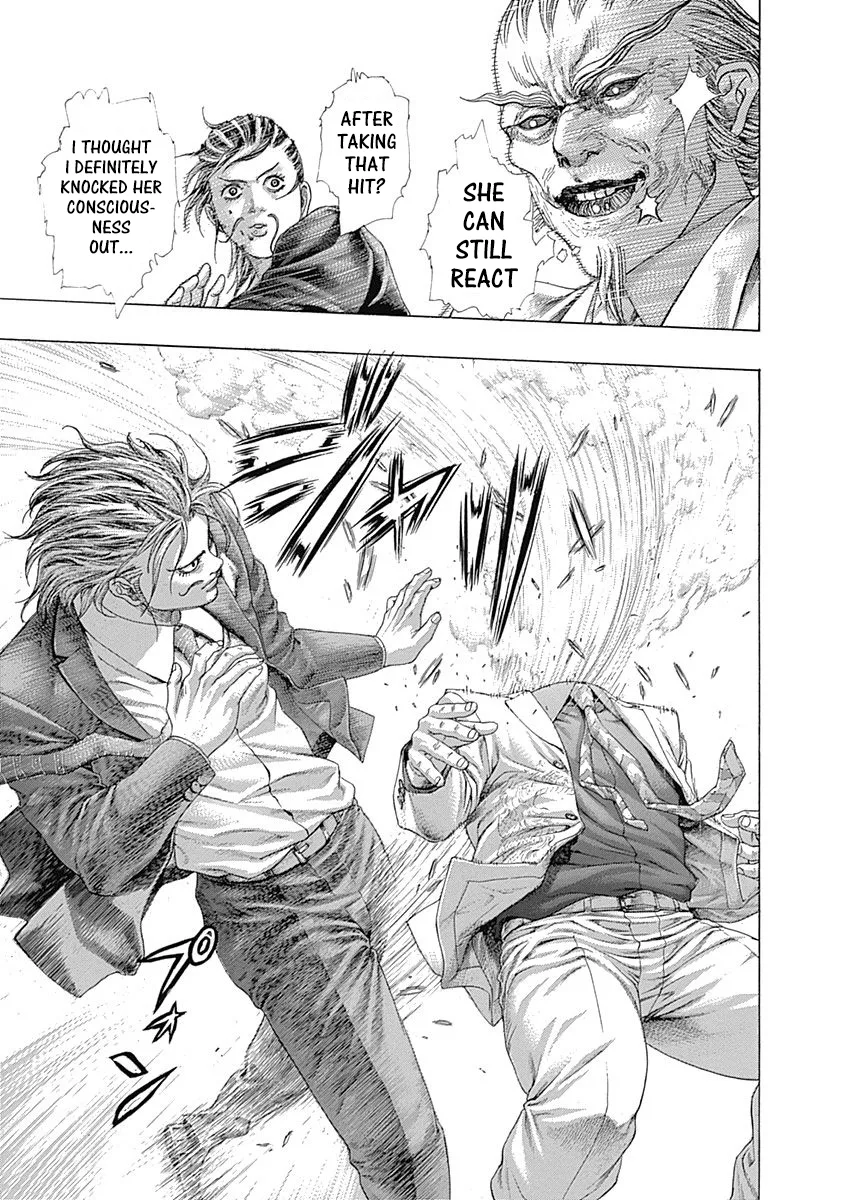 SHE
CAN
STILL
REACT
AFTER
TAKING
THAT
HIT?
I THOUGHT
I DEFINITELY
KNOCKED HER
CONSCIOUS-
NESS
OUT...